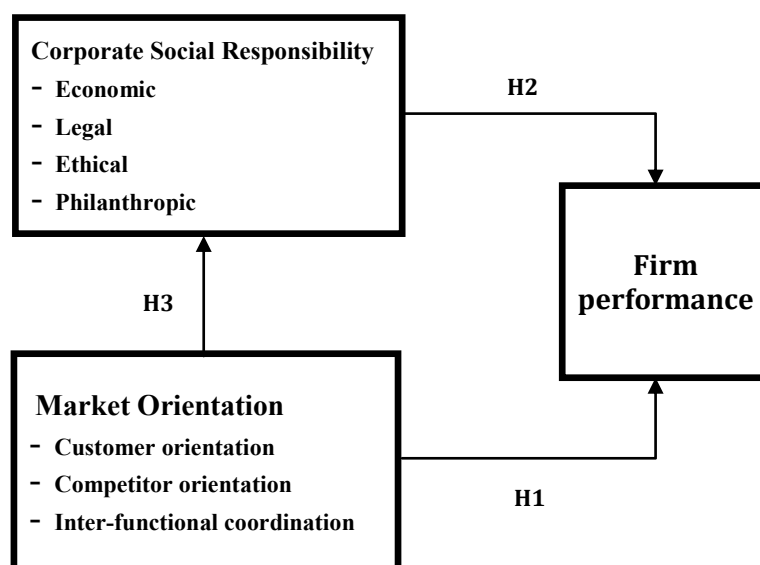 Corporate Social Responsibility
- Economic
- Legal
- Ethical
- Philanthropic
H2
Firm
performance
H3
Market Orientation
- Customer orientation
- Competitor orientation
- Inter-functional coordination
H1